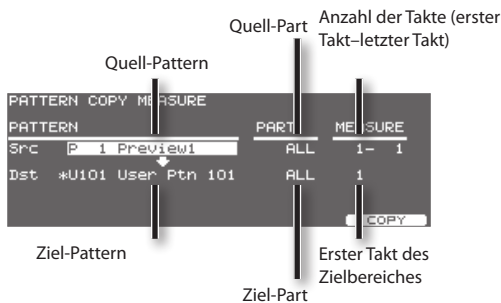 Quell-Part
Anzahl der Takte (erster
Takt–letzter Takt)
Quell-Pattern
PATTERN COPY MEASURE
PATTERN PART MEASURE
Src P 1 Preview1 ALL 1– 1
Dst *U101 User Ptn 101 ALL 1
COPY
Ziel-Pattern
Erster Takt des
Zielbereiches
Ziel-Part